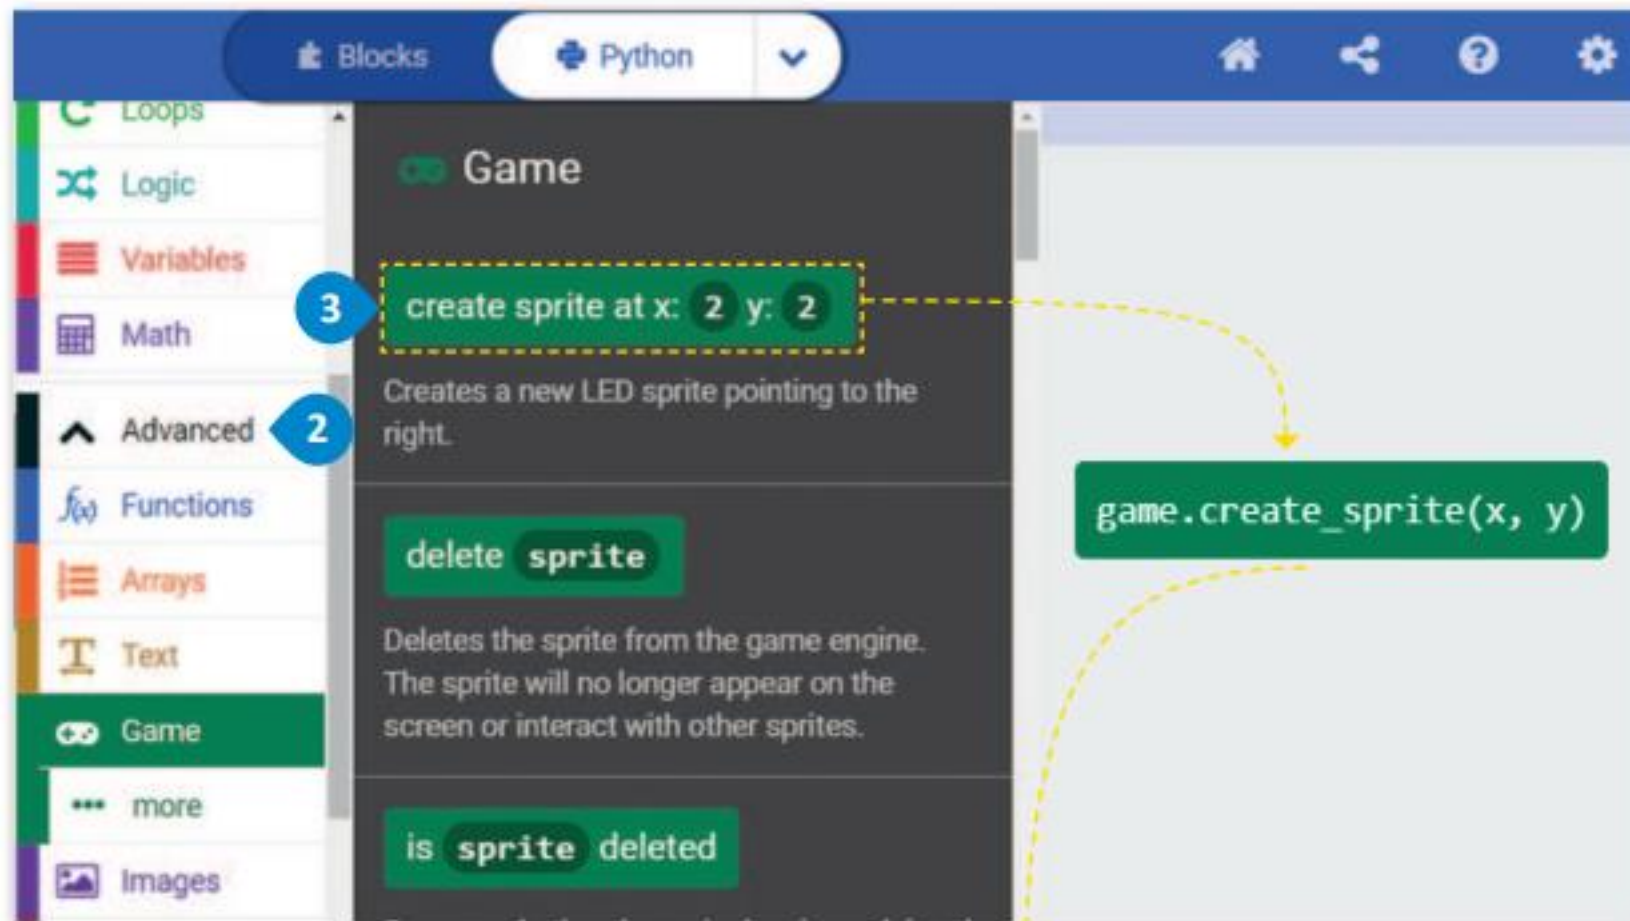 Blocks
Python
Loops
Logic
Variables
Math
Advanced
2
Functions
Arrays
Text
Game
more
Images
Game
3
create sprite at x: 2 y: 2
Creates a new LED sprite pointing to the
right.
delete sprite
Deletes the sprite from the game engine.
The sprite will no longer appear on the
screen or interact with other sprites.
is sprite deleted
game.create_sprite(x, y)